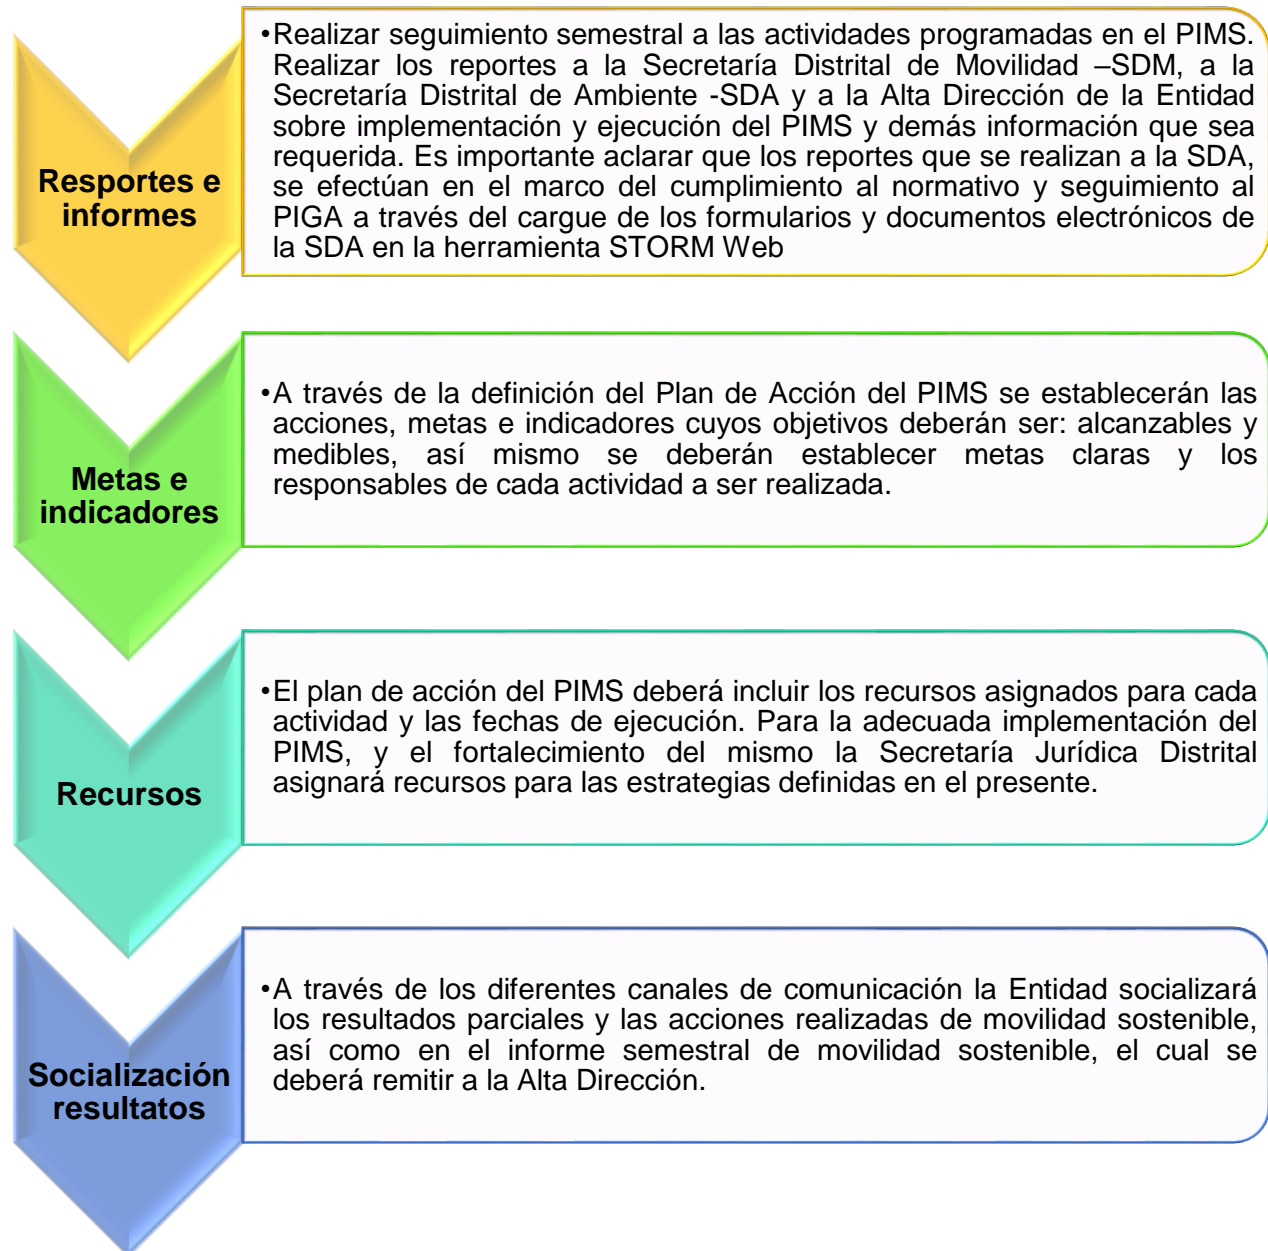 Resportes e
informes
•Realizar seguimiento semestral a las actividades programadas en el PIMS.
Realizar los reportes a la Secretaría Distrital de Movilidad –SDM, a la
Secretaría Distrital de Ambiente -SDA y a la Alta Dirección de la Entidad
sobre implementación y ejecución del PIMS y demás información que sea
requerida. Es importante aclarar que los reportes que se realizan a la SDA,
se efectúan en el marco del cumplimiento al normativo y seguimiento al
PIGA a través del cargue de los formularios y documentos electrónicos de
la SDA en la herramienta STORM Web
Metas e
indicadores
•A través de la definición del Plan de Acción del PIMS se establecerán las
acciones, metas e indicadores cuyos objetivos deberán ser: alcanzables y
medibles, así mismo se deberán establecer metas claras y los
responsables de cada actividad a ser realizada.
Recursos
•El plan de acción del PIMS deberá incluir los recursos asignados para cada
actividad y las fechas de ejecución. Para la adecuada implementación del
PIMS, y el fortalecimiento del mismo la Secretaría Jurídica Distrital
asignará recursos para las estrategias definidas en el presente.
Socialización
resultatos
•A través de los diferentes canales de comunicación la Entidad socializará
los resultados parciales y las acciones realizadas de movilidad sostenible,
así como en el informe semestral de movilidad sostenible, el cual se
deberá remitir a la Alta Dirección.